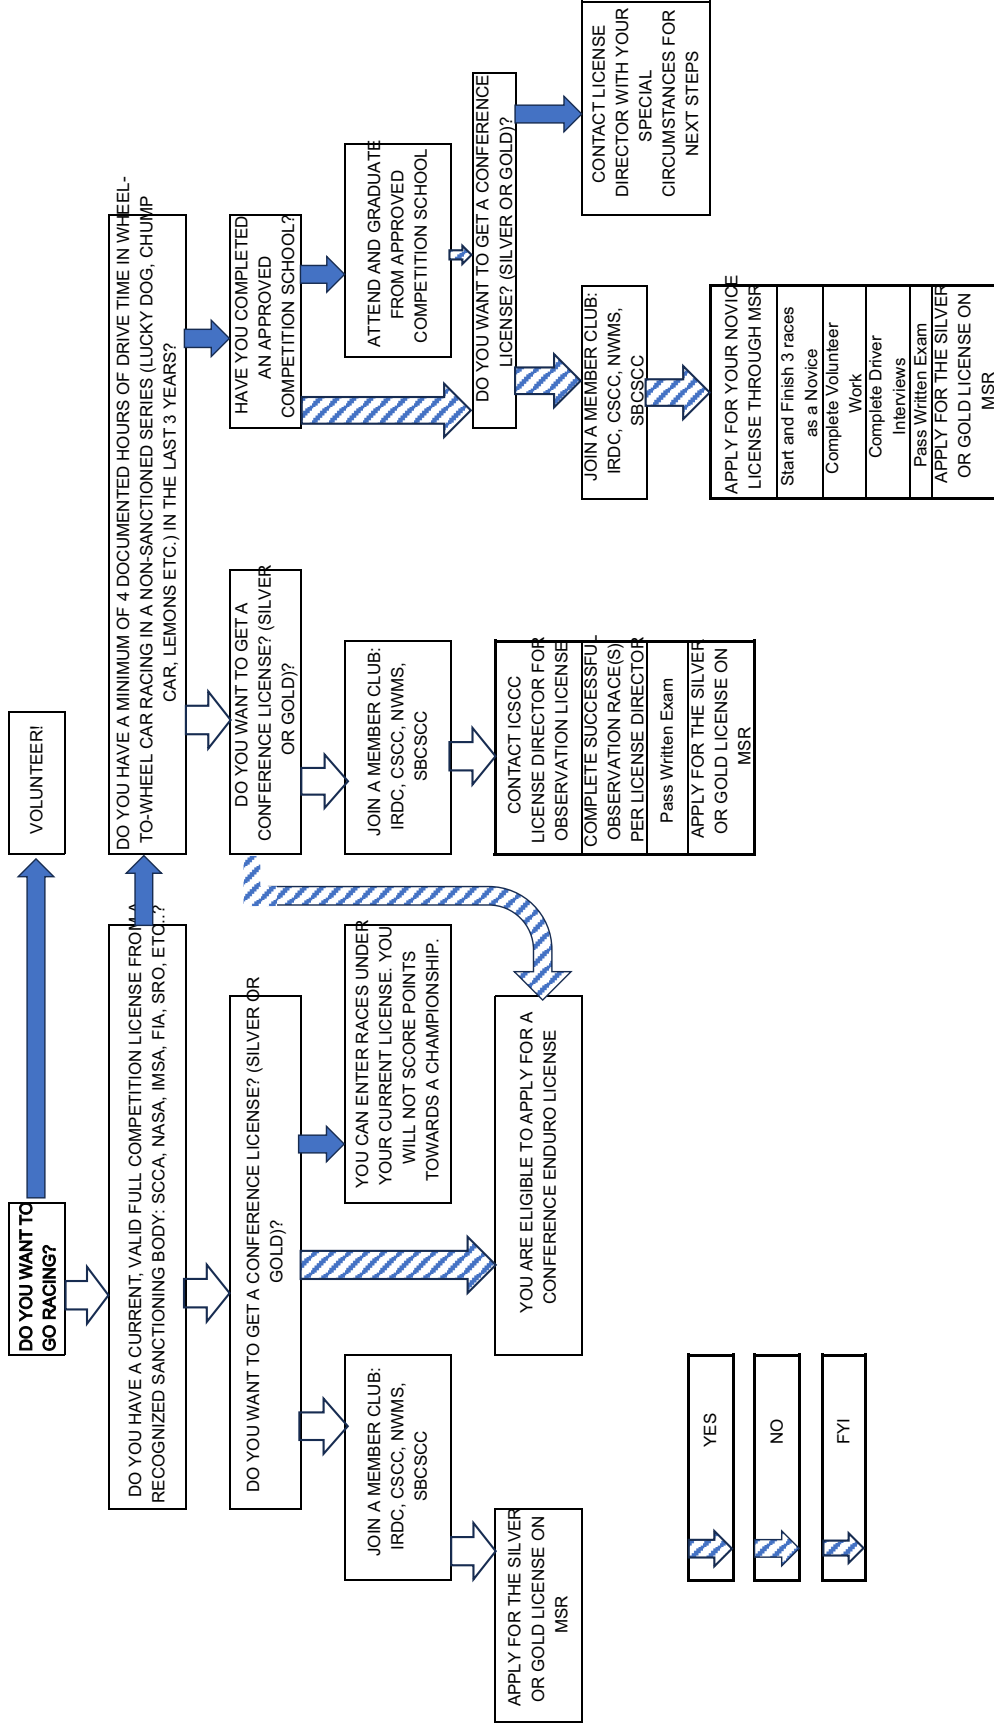 DO YOU WANT TO
GO RACING?
VOLUNTEER!
DO YOU HAVE A CURRENT, VALID FULL COMPETITION LICENSE FROM A
RECOGNIZED SANCTIONING BODY: SCCA, NASA, IMSA, FIA, SRO, ETC..?
DO YOU HAVE A MINIMUM OF 4 DOCUMENTED HOURS OF DRIVE TIME IN WHEEL-
TO-WHEEL CAR RACING IN A NON-SANCTIONED SERIES (LUCKY DOG, CHUMP
CAR, LEMONS ETC.) IN THE LAST 3 YEARS?
DO YOU WANT TO GET A CONFERENCE LICENSE? (SILVER OR
GOLD)?
DO YOU WANT TO GET A
CONFERENCE LICENSE? (SILVER
OR GOLD)?
HAVE YOU COMPLETED
AN APPROVED
COMPETITION SCHOOL?
JOIN A MEMBER CLUB:
IRDC, CSCC, NWMS,
SBCSCC
YOU CAN ENTER RACES UNDER
YOUR CURRENT LICENSE. YOU
WILL NOT SCORE POINTS
TOWARDS A CHAMPIONSHIP.
JOIN A MEMBER CLUB:
IRDC, CSCC, NWMS,
SBCSCC
ATTEND AND GRADUATE
FROM APPROVED
COMPETITION SCHOOL
DO YOU WANT TO GET A CONFERENCE
LICENSE? (SILVER OR GOLD)?
APPLY FOR THE SILVER
OR GOLD LICENSE ON
MSR
YOU ARE ELIGIBLE TO APPLY FOR A
CONFERENCE ENDURO LICENSE
CONTACT ICSCC
LICENSE DIRECTOR FOR
OBSERVATION LICENSE
COMPLETE SUCCESSFUL
OBSERVATION RACE(S)
PER LICENSE DIRECTOR
Pass Written Exam
APPLY FOR THE SILVER
OR GOLD LICENSE ON
MSR
JOIN A MEMBER CLUB:
IRDC, CSCC, NWMS,
SBCSCC
CONTACT LICENSE
DIRECTOR WITH YOUR
SPECIAL
CIRCUMSTANCES FOR
NEXT STEPS
APPLY FOR YOUR NOVICE
LICENSE THROUGH MSR
Start and Finish 3 races
as a Novice
Complete Volunteer
Work
Complete Driver
Interviews
Pass Written Exam
APPLY FOR THE SILVER
OR GOLD LICENSE ON
MSR
YES
NO
FYI